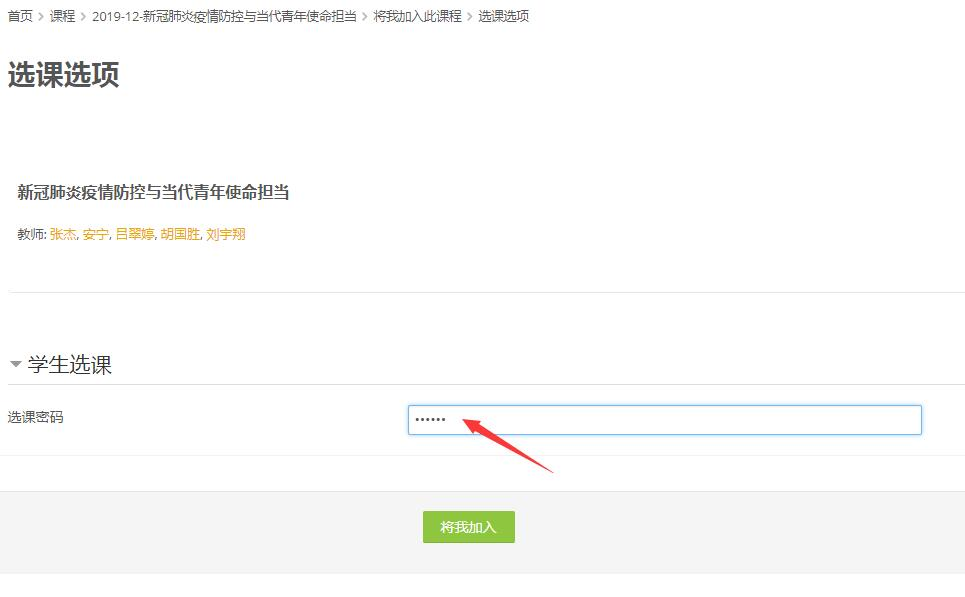 首页 > 课程 > 2019-12-新冠肺炎疫情防控与当代青年使命担当 > 将我加入此课程 > 选课选项
选课选项
新冠肺炎疫情防控与当代青年使命担当
教师: 张杰, 安宁, 吕翠婷, 胡国胜, 刘宇翔
学生选课
选课密码
••••••
将我加入